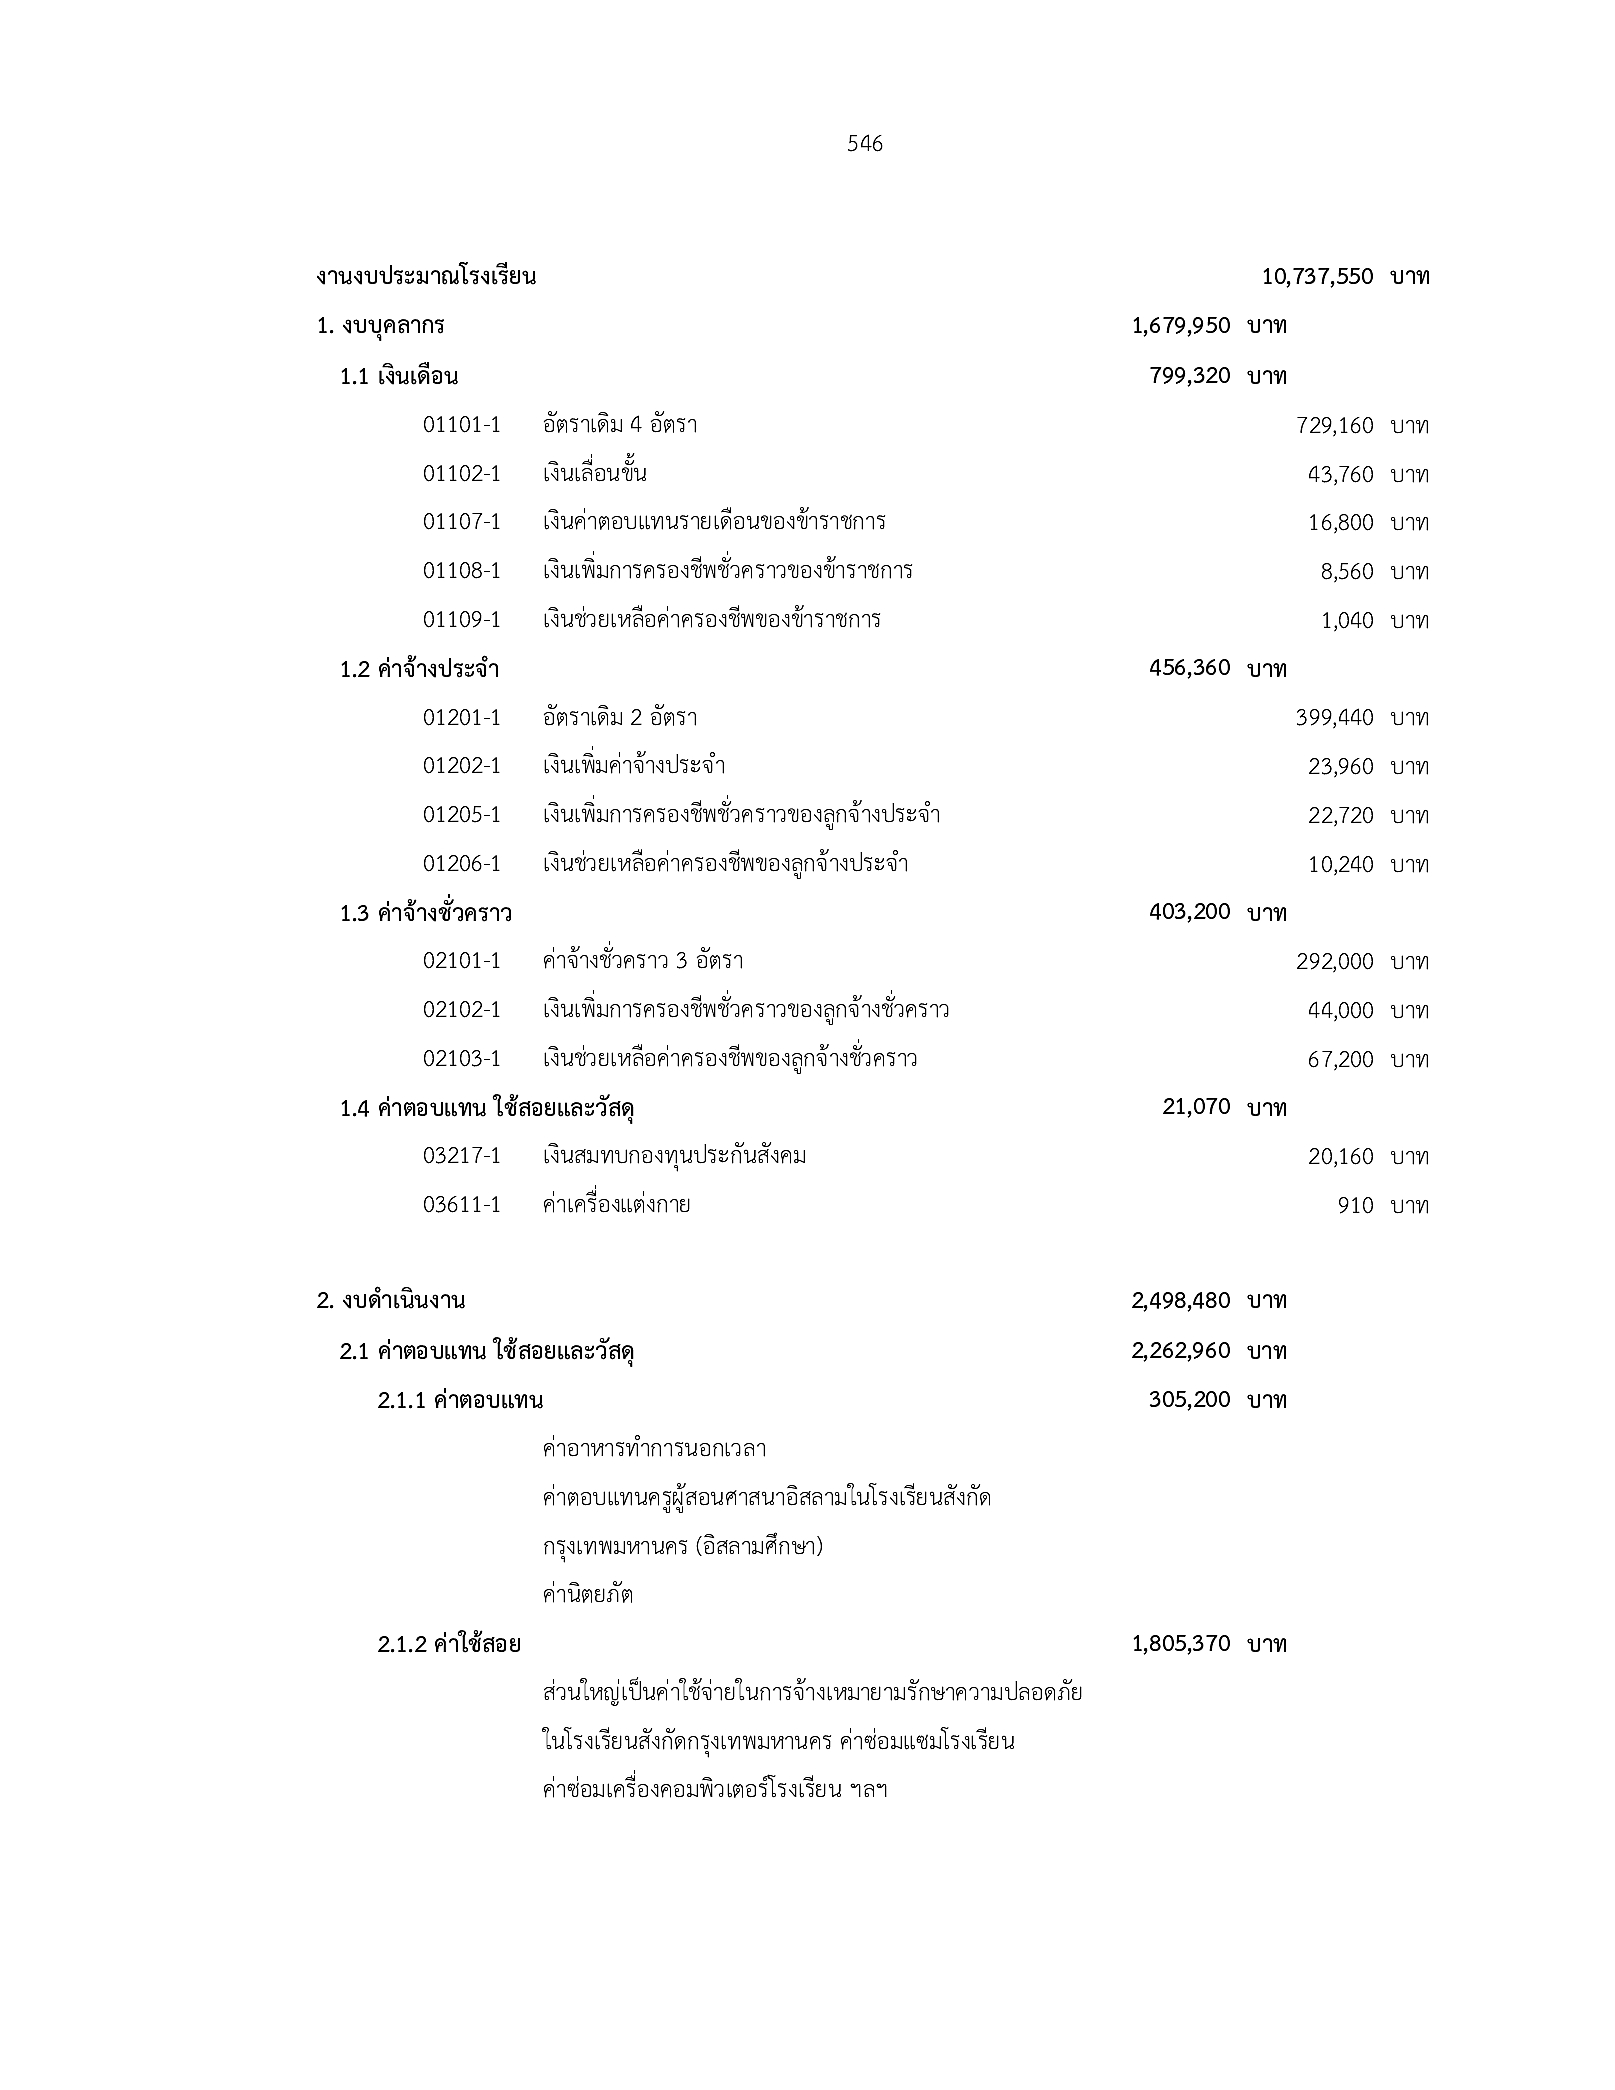 546
งานงบประมาณโรงเรียน 10,737,550 บาท
1. งบบุคลากร 1,679,950 บาท
1.1 เงินเดือน 799,320 บาท
01101-1 อัตราเดิม 4 อัตรา 729,160 บาท
01102-1 เงินเลื่อนขั้น 43,760 บาท
01107-1 เงินค่าตอบแทนรายเดือนของข้าราชการ 16,800 บาท
01108-1 เงินเพิ่มการครองชีพชั่วคราวของข้าราชการ 8,560 บาท
01109-1 เงินช่วยเหลือค่าครองชีพของข้าราชการ 1,040 บาท
1.2 ค่าจ้างประจำ 456,360 บาท
01201-1 อัตราเดิม 2 อัตรา 399,440 บาท
01202-1 เงินเพิ่มค่าจ้างประจำ 23,960 บาท
01205-1 เงินเพิ่มการครองชีพชั่วคราวของลูกจ้างประจำ 22,720 บาท
01206-1 เงินช่วยเหลือค่าครองชีพของลูกจ้างประจำ 10,240 บาท
1.3 ค่าจ้างชั่วคราว 403,200 บาท
02101-1 ค่าจ้างชั่วคราว 3 อัตรา 292,000 บาท
02102-1 เงินเพิ่มการครองชีพชั่วคราวของลูกจ้างชั่วคราว 44,000 บาท
02103-1 เงินช่วยเหลือค่าครองชีพของลูกจ้างชั่วคราว 67,200 บาท
1.4 ค่าตอบแทน ใช้สอยและวัสดุ 21,070 บาท
03217-1 เงินสมทบกองทุนประกันสังคม 20,160 บาท
03611-1 ค่าเครื่องแต่งกาย 910 บาท
2. งบดำเนินงาน 2,498,480 บาท
2.1 ค่าตอบแทน ใช้สอยและวัสดุ 2,262,960 บาท
2.1.1 ค่าตอบแทน 305,200 บาท
ค่าอาหารทำการนอกเวลา
ค่าตอบแทนครูผู้สอนศาสนาอิสลามในโรงเรียนสังกัด
กรุงเทพมหานคร (อิสลามศึกษา)
ค่านิตยภัต
2.1.2 ค่าใช้สอย 1,805,370 บาท
ส่วนใหญ่เป็นค่าใช้จ่ายในการจ้างเหมายามรักษาความปลอดภัย
ในโรงเรียนสังกัดกรุงเทพมหานคร ค่าซ่อมแซมโรงเรียน
ค่าซ่อมเครื่องคอมพิวเตอร์โรงเรียน ฯลฯ